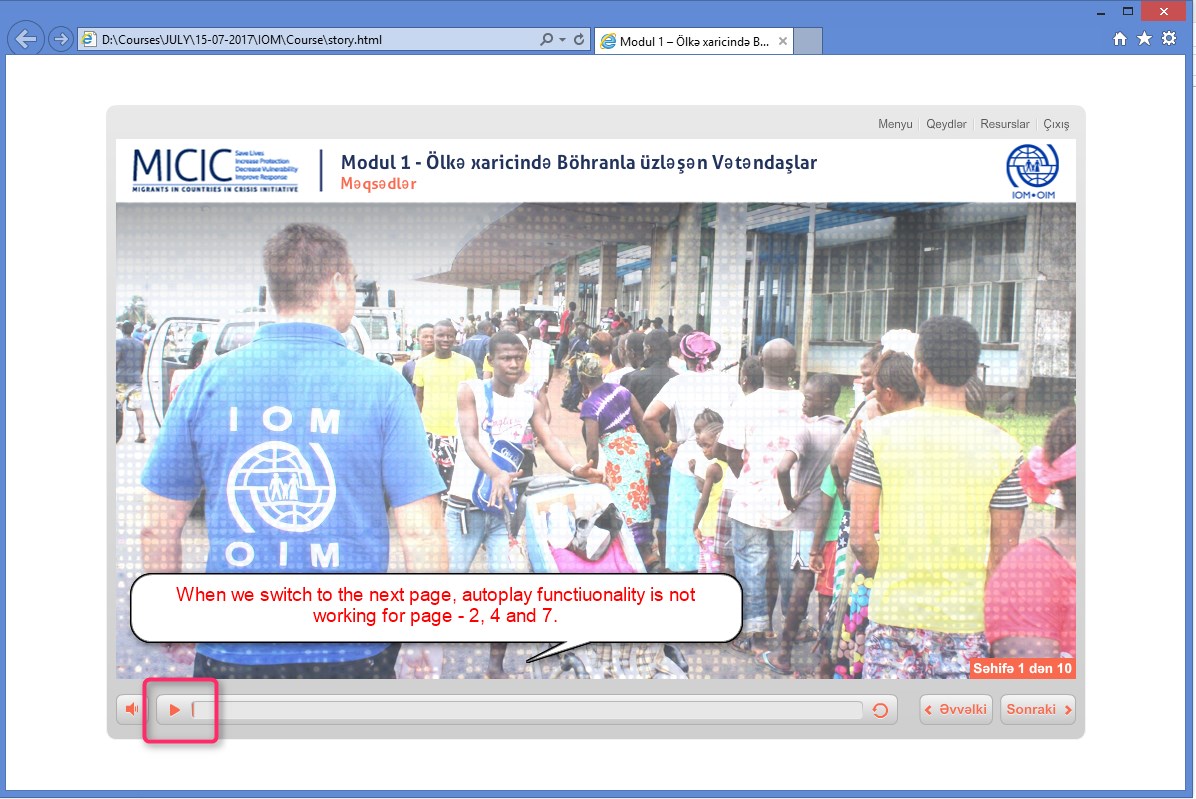 D:\Courses\JULY\15-07-2017\IOM\Course\story.html
Modul 1 – Ölkə xaricində B...
Menyu
Qeydlər
Resurslar
Çıxış
MICIC
Save Lives
Increase Protection
Decrease Vulnerability
Improve Response
MIGRANTS IN COUNTRIES IN CRISIS INITIATIVE
Modul 1 - Ölkə xaricində Böhranla üzləşən Vətəndaşlar
Məqsədlər
IOM•OIM
IOM
OIM
When we switch to the next page, autoplay functiuonality is not
working for page - 2, 4 and 7.
Səhifə 1 dən 10
Əvvəlki
Sonraki